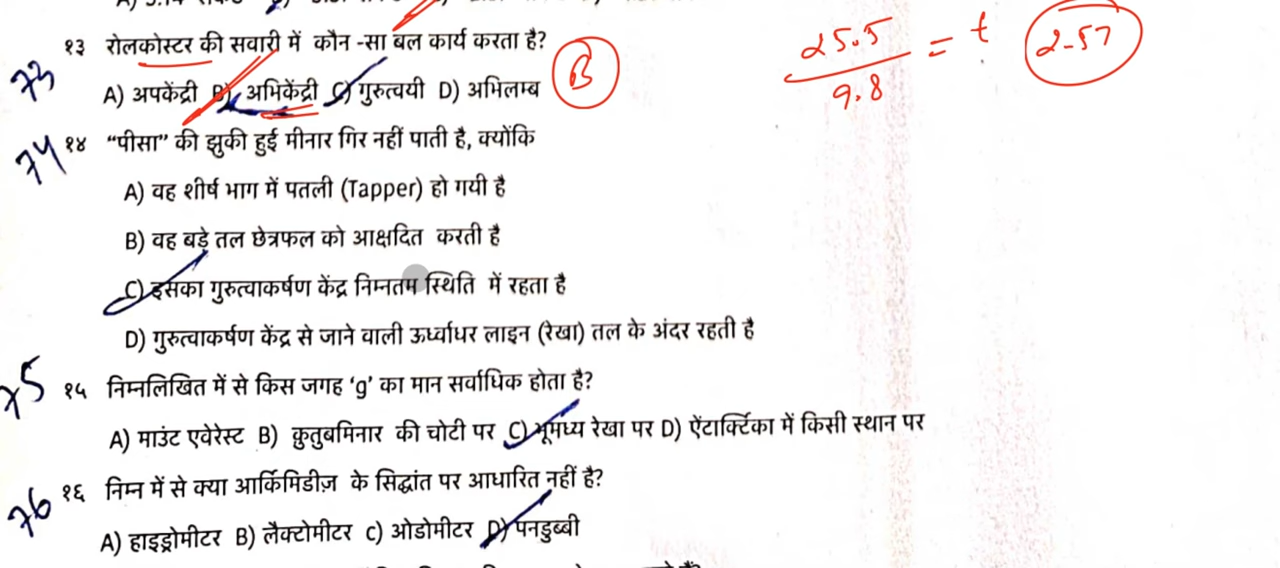 १३ रोलकोस्टर की सवारी में कौन -सा बल कार्य करता है?
25.5
9.8
= t
2.57
73
A) अपकेंद्री B) अभिकेंद्री C) गुरुत्वयी D) अभिलम्ब
B
74
१४ “पीसा” की झुकी हुई मीनार गिर नहीं पाती है, क्योंकि
A) वह शीर्ष भाग में पतली (Tapper) हो गयी है
B) वह बड़े तल छेत्रफल को आक्षदित करती है
C) इसका गुरुत्वाकर्षण केंद्र निम्नतम स्थिति में रहता है
D) गुरुत्वाकर्षण केंद्र से जाने वाली ऊर्ध्वाधर लाइन (रेखा) तल के अंदर रहती है
75
१५ निम्नलिखित में से किस जगह ‘g’ का मान सर्वाधिक होता है?
A) माउंट एवेरेस्ट B) क़ुतुबमिनार की चोटी पर C) भूमध्य रेखा पर D) ऐंटार्क्टिका में किसी स्थान पर
76
१६ निम्न में से क्या आर्किमिडीज़ के सिद्धांत पर आधारित नहीं है?
A) हाइड्रोमीटर B) लैक्टोमीटर c) ओडोमीटर D) पनडुब्बी